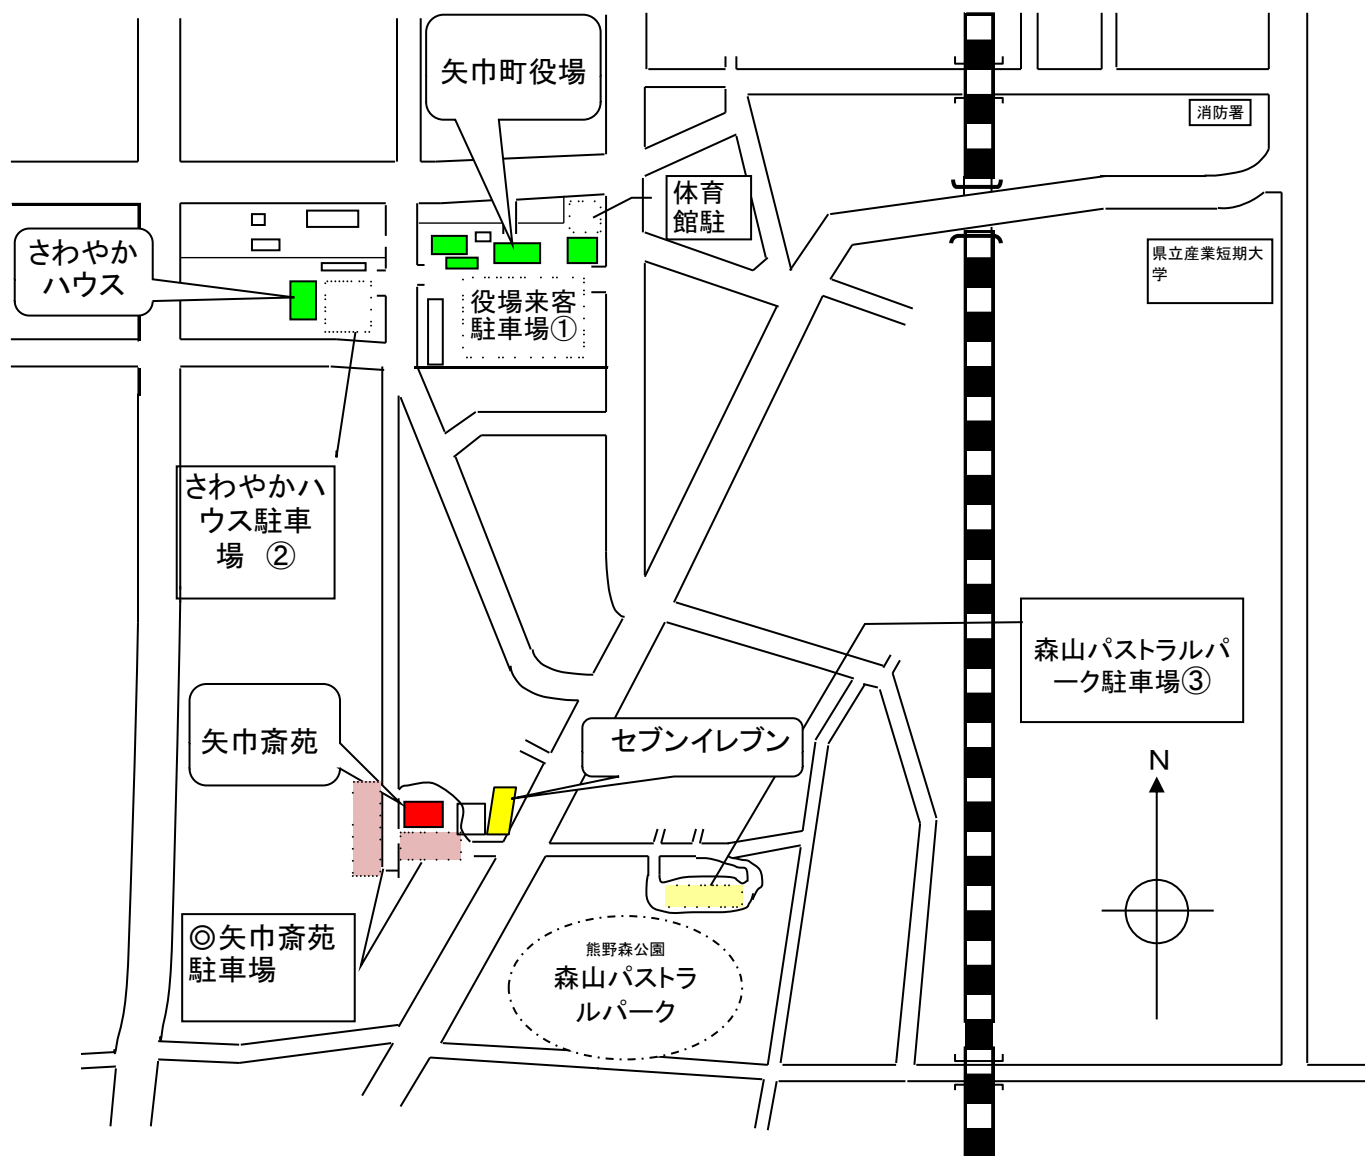 矢巾町役場
消防署
体育
館駐
さわやか
ハウス
県立産業短期大
学
役場来客
駐車場①
さわやかハ
ウス駐車
場 ②
森山パストラルパ
ーク駐車場③
矢巾斎苑
セブンイレブン
N
◎矢巾斎苑
駐車場
熊野森公園
森山パストラ
ルパーク